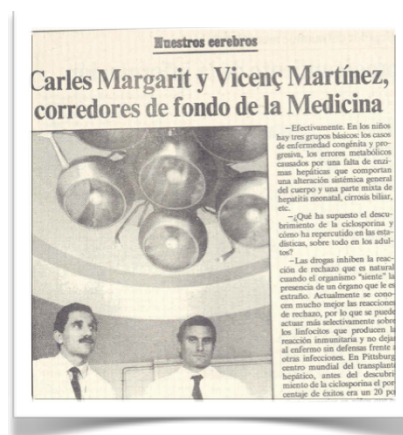 Nuestros cerebros
Carles Margarit y Vicenç Martínez,
corredores de fondo de la Medicina
—Efectivamente. En los niños
hay tres grupos básicos: los casos
de enfermedad congénita y pro-
gresiva, los errores metabólicos
causados por una falta de enzi-
mas hepáticas que comportan
una alteración sistémica general
del cuerpo y una parte mixta de
hepatitis neonatal, cirrosis biliar,
etc.
—¿Qué ha supuesto el descu-
brimiento de la ciclosporina y
cómo ha repercutido en las esta-
dísticas, sobre todo en los adul-
tos?
—Las drogas inhiben la reac-
ción de rechazo que es natural
cuando el organismo "siente" la
presencia de un órgano que le es
extraño. Actualmente se cono-
cen mucho mejor las reacciones
de rechazo, por lo que se puede
actuar más selectivamente sobre
los linfocitos que producen la
reacción inmunitaria y no dejar
al enfermo sin defensas frente a
otras infecciones. En Pittsburg
centro mundial del transplante
hepático, antes del descubri-
miento de la ciclosporina el por-
centaje de éxitos era un 20 po